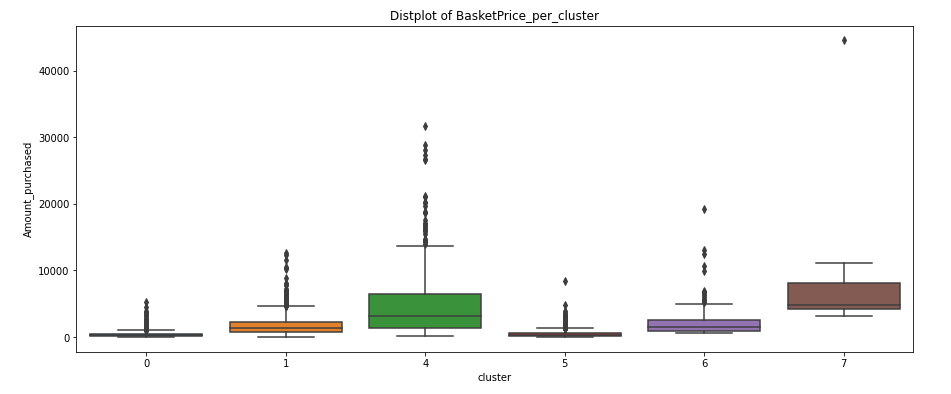 Distplot of BasketPrice_per_cluster
Amount_purchased
40000
30000
20000
10000
0
0 1 4 5 6 7
cluster